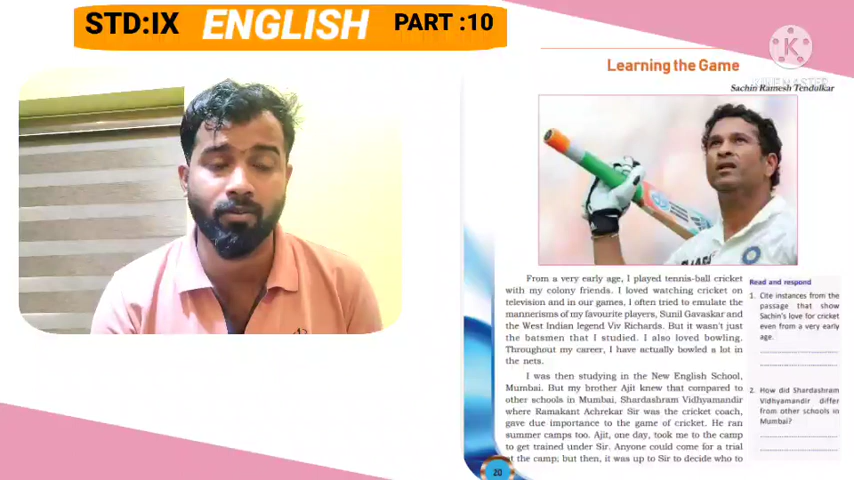 STD:IX ENGLISH PART :10
K
KINEMASTER
Learning the Game
Sachin Ramesh Tendulkar
From a very early age, I played tennis-ball cricket
with my colony friends. I loved watching cricket on
television and in our games, I often tried to emulate the
mannerisms of my favourite players, Sunil Gavaskar and
the West Indian legend Viv Richards. But it wasn't just
the batsmen that I studied. I also loved bowling.
Throughout my career, I have actually bowled a lot in
the nets.
I was then studying in the New English School,
Mumbai. But my brother Ajit knew that compared to
other schools in Mumbai, Shardashram Vidhyamandir
where Ramakant Achrekar Sir was the cricket coach,
gave due importance to the game of cricket. He ran
summer camps too. Ajit, one day, took me to the camp
to get trained under Sir. Anyone could come for a trial
at the camp; but then, it was up to Sir to decide who to
Read and respond
1. Cite instances from the
passage that show
Sachin's love for cricket
even from a very early
age.
2. How did Shardashram
Vidhyamandir differ
from other schools in
Mumbai?
20